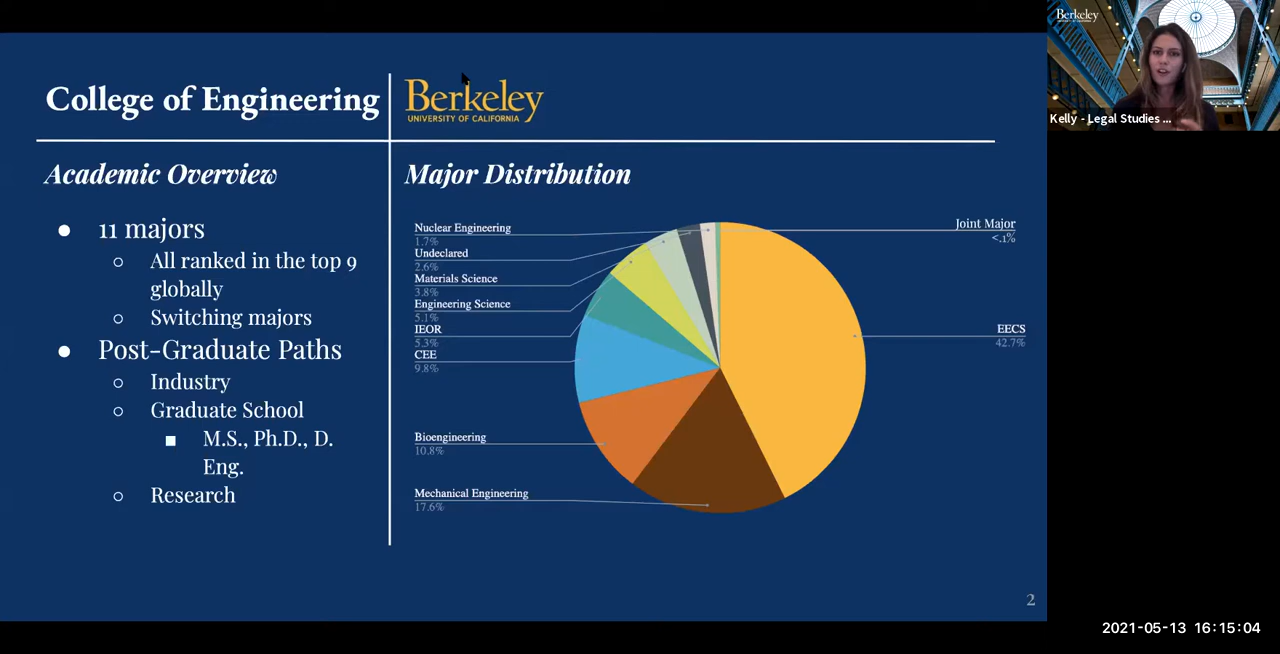 College of Engineering
Berkeley
UNIVERSITY OF CALIFORNIA
Academic Overview
11 majors
All ranked in the top 9
globally
Switching majors
Post-Graduate Paths
Industry
Graduate School
M.S., Ph.D., D.
Eng.
Research
Major Distribution
Nuclear Engineering
1.7%
Undeclared
2.6%
Materials Science
3.8%
Engineering Science
5.1%
IEOR
5.3%
CEE
9.8%
Bioengineering
10.8%
Mechanical Engineering
17.6%
Joint Major
<.1%
EECS
42.7%
2
Berkeley
Kelly - Legal Studies ...
2021-05-13 16:15:04